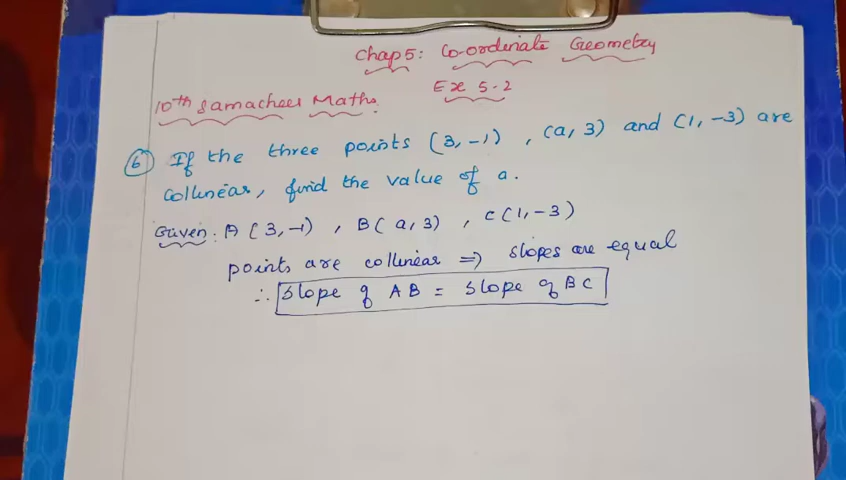 Chap 5: Co-ordinate Geometry
Ex 5.2
10th Samacheer Maths.
6 If the three points (3, -1) , (a, 3) and (1, -3) are
collinear, find the value of a.
Given: A (3, -1) , B( a, 3) , C (1, -3)
points are collinear ⇒ slopes are equal
∴ Slope of AB = Slope of BC